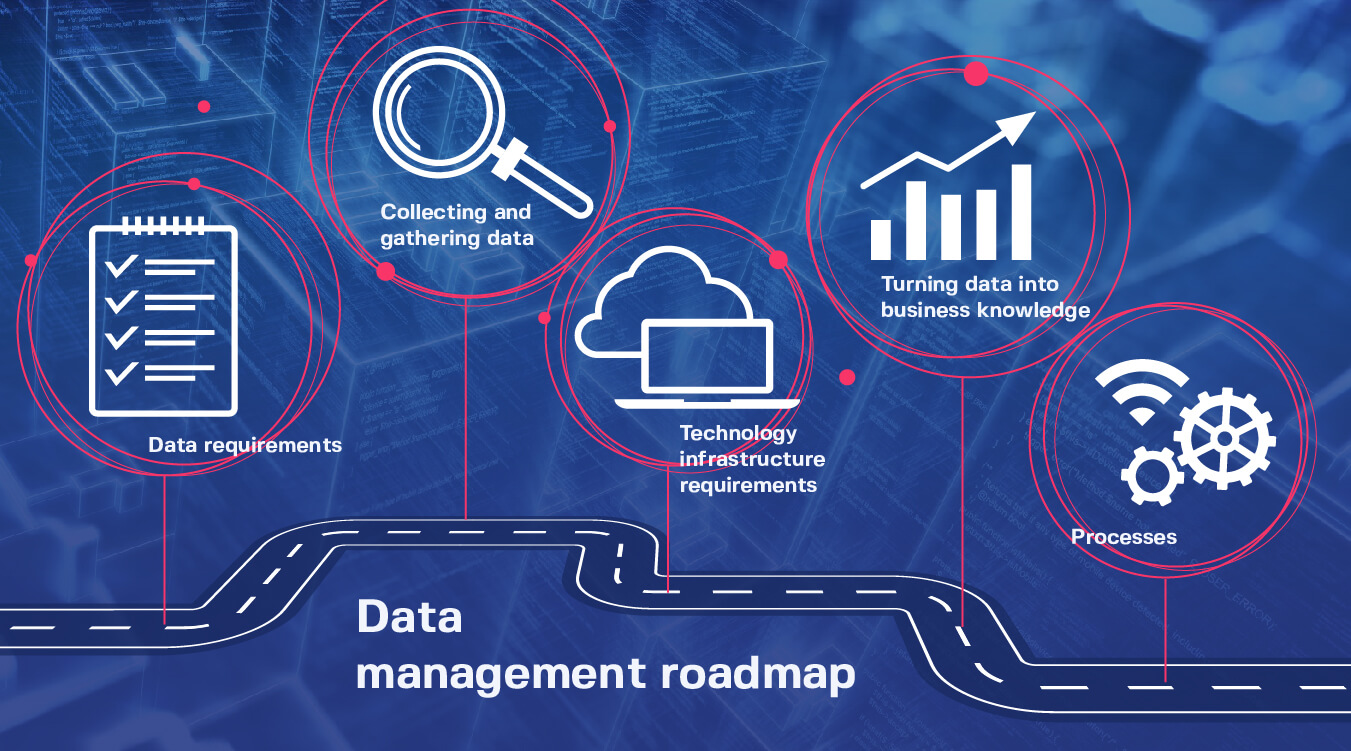 Collecting and
gathering data
Turning data into
business knowledge
Data requirements
Technology
infrastructure
requirements
Processes
Data
management roadmap